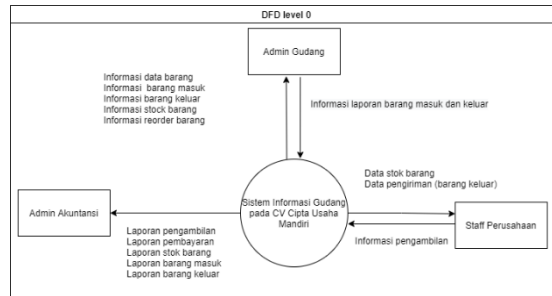 DFD level 0
Admin Gudang
Informasi data barang
Informasi barang masuk
Informasi barang keluar
Informasi stock barang
Informasi reorder barang
Informasi laporan barang masuk dan keluar
Sistem Informasi Gudang
pada CV Cipta Usaha
Mandiri
Data stok barang
Data pengiriman (barang keluar)
Admin Akuntansi
Staff Perusahaan
Informasi pengambilan
Laporan pengambilan
Laporan pembayaran
Laporan stok barang
Laporan barang masuk
Laporan barang keluar